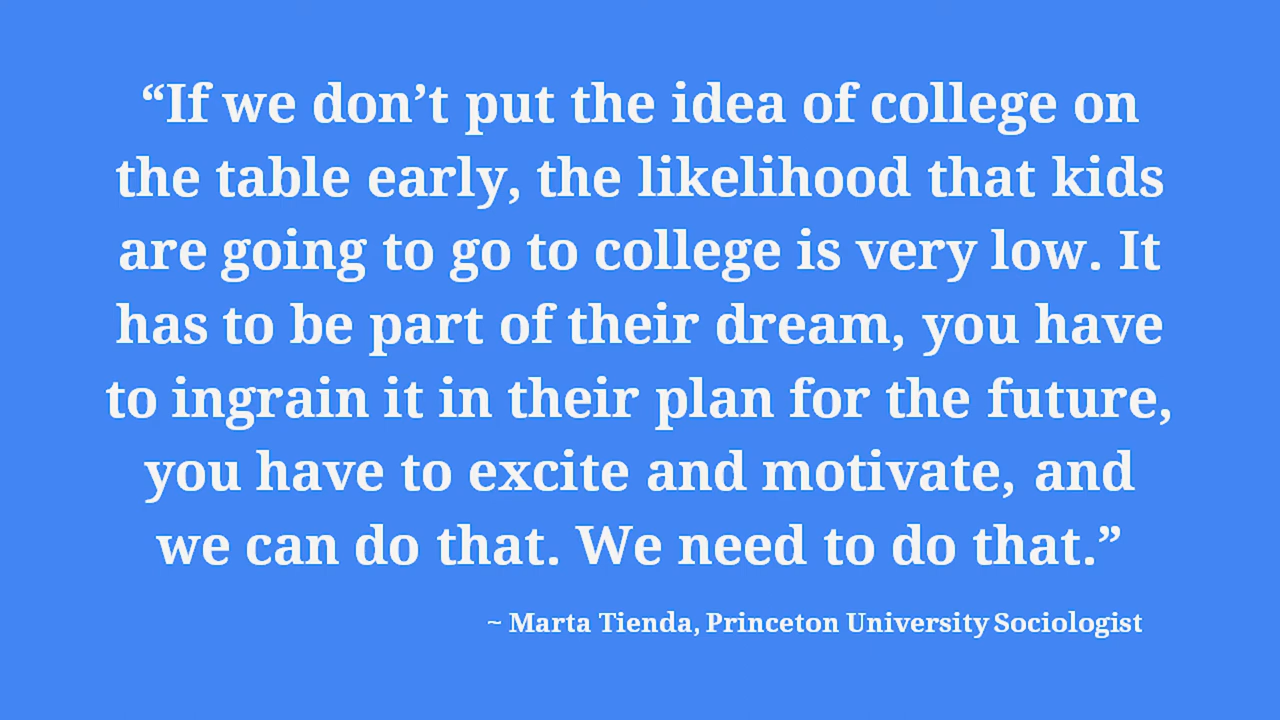 “If we don’t put the idea of college on
the table early, the likelihood that kids
are going to go to college is very low. It
has to be part of their dream, you have
to ingrain it in their plan for the future,
you have to excite and motivate, and
we can do that. We need to do that.”
~ Marta Tienda, Princeton University Sociologist